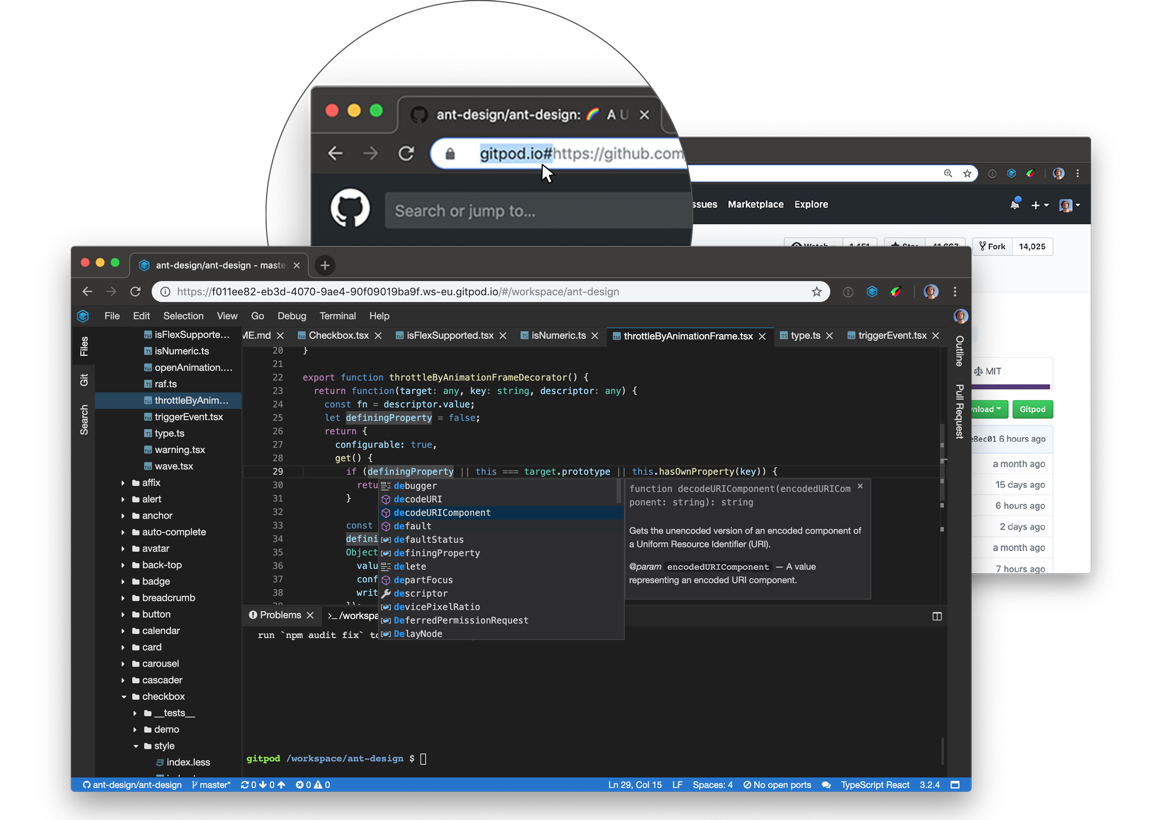 ant-design/ant-design: 🌈 A U
gitpod.io#https://github.com
Search or jump to...
ssues Marketplace Explore
Fork 14,025
MIT
nload Gitpod
e8ec01 6 hours ago
a month ago
15 days ago
6 hours ago
2 days ago
a month ago
7 hours ago
ant-design/ant-design - maste
https://f011ee82-eb3d-4070-9ae4-90f09019ba9f.ws-eu.gitpod.io/#/workspace/ant-design
File Edit Selection View Go Debug Terminal Help
Files
Git
Search
isFlexSupporte...
isNumeric.ts
openAnimation....
raf.ts
throttleByAnim...
triggerEvent.tsx
type.ts
warning.tsx
wave.tsx
affix
alert
anchor
auto-complete
avatar
back-top
badge
breadcrumb
button
calendar
card
carousel
cascader
checkbox
__tests__
demo
style
index.less
ME.md Checkbox.tsx isFlexSupported.tsx isNumeric.ts throttleByAnimationFrame.tsx type.ts triggerEvent.tsx
20 }
21
22 export function throttleByAnimationFrameDecorator() {
23 return function(target: any, key: string, descriptor: any) {
24 const fn = descriptor.value;
25 let definingProperty = false;
26 return {
27 configurable: true,
28 get() {
29 if (definingProperty || this === target.prototype || this.hasOwnProperty(key)) {
30 retu
31 }
32
33 const
34 defini
35 Object
36 valu
37 conf
38 writ
39 });
debugger
decodeURI
decodeURIComponent
default
defaultStatus
definingProperty
delete
departFocus
descriptor
devicePixelRatio
DeferredPermissionRequest
DelayNode
function decodeURIComponent(encodedURICom
ponent: string): string
Gets the unencoded version of an encoded component of
a Uniform Resource Identifier (URI).
@param encodedURIComponent — A value
representing an encoded URI component.
Outline
Pull Request
Problems >_ /workspa
run `npm audit fix` to
gitpod /workspace/ant-design $
ant-design/ant-design master* 0 0 0 0 Ln 29, Col 15 LF Spaces: 4 No open ports TypeScript React 3.2.4